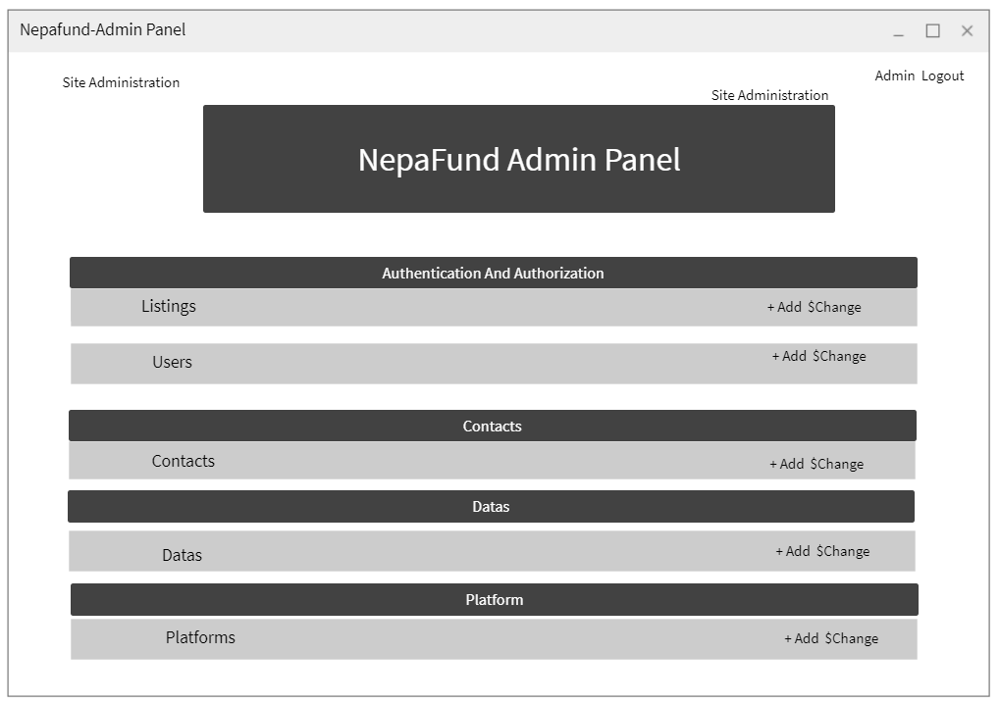 Nepafund-Admin Panel
Site Administration
Admin Logout
Site Administration
NepaFund Admin Panel
Authentication And Authorization
Listings + Add $Change
Users + Add $Change
Contacts
Contacts + Add $Change
Datas
Datas + Add $Change
Platform
Platforms + Add $Change